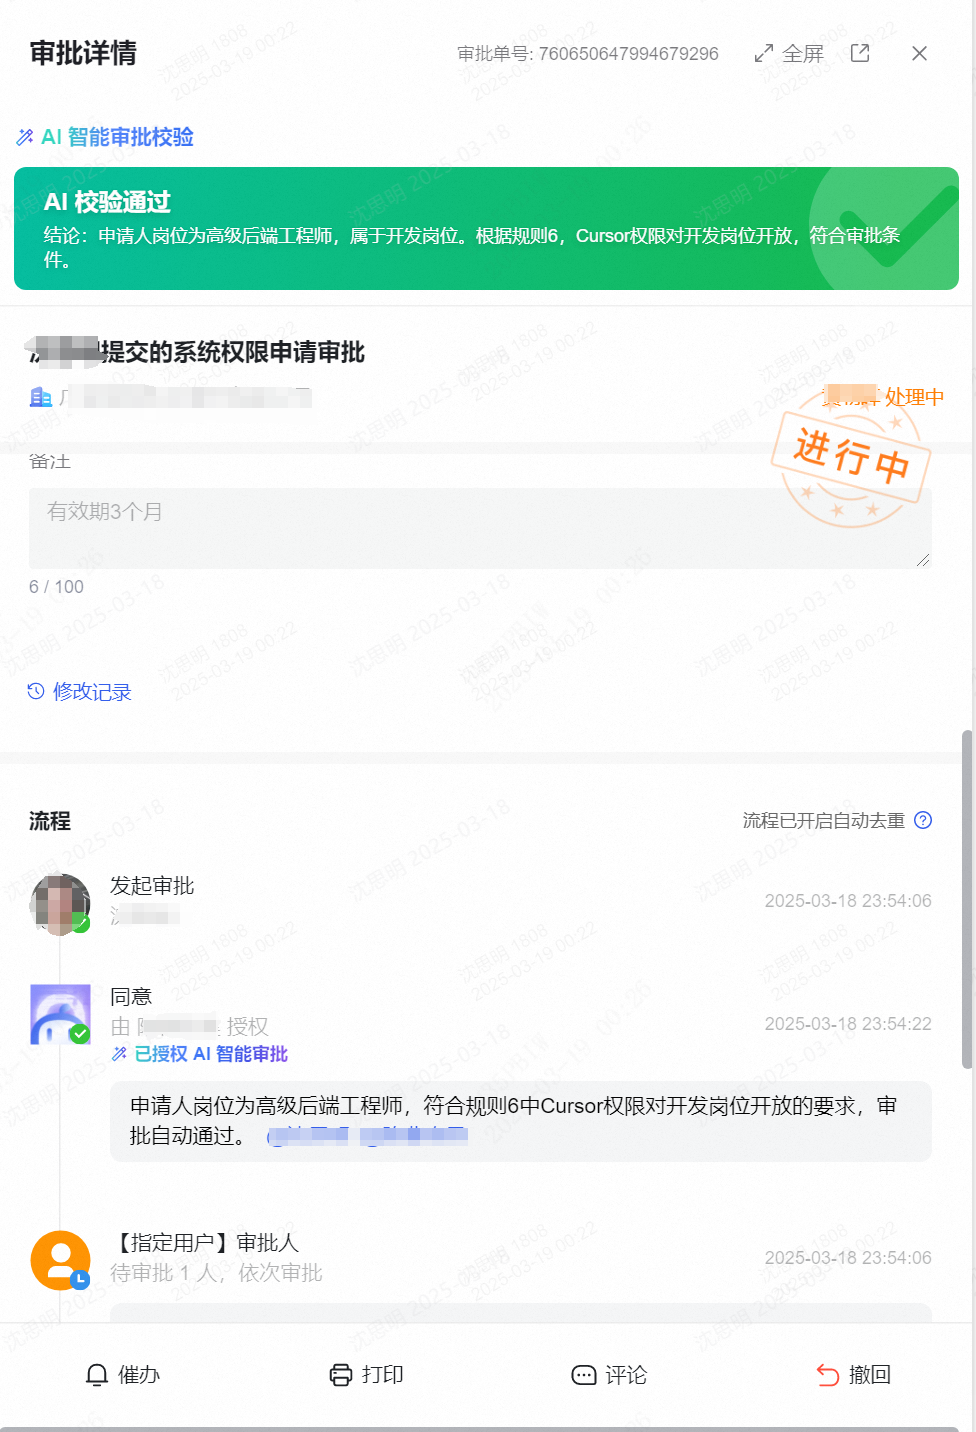 审批详情
审批单号: 760650647994679296
全屏
AI 智能审批校验
AI 校验通过
结论：申请人岗位为高级后端工程师，属于开发岗位。根据规则6，Cursor权限对开发岗位开放，符合审批条
件。
提交的系统权限申请审批
处理中
进行中
备注
有效期3个月
6 / 100
修改记录
流程
流程已开启自动去重
发起审批
2025-03-18 23:54:06
同意
由
授权
2025-03-18 23:54:22
已授权 AI 智能审批
申请人岗位为高级后端工程师，符合规则6中Cursor权限对开发岗位开放的要求，审
批自动通过。
【指定用户】审批人
2025-03-18 23:54:06
待审批 1 人，依次审批
催办
打印
评论
撤回
沈思明 1808
2025-03-19 00:22
沈思明 2025-03-18